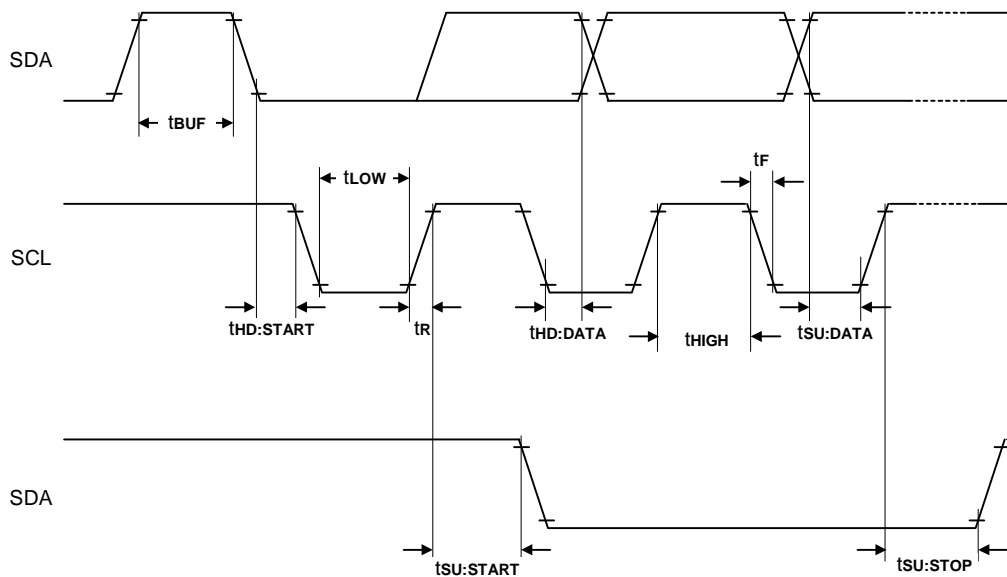 SDA
tBUF
tLOW
tF
SCL
tHD:START
tR
tHD:DATA
tHIGH
tSU:DATA
SDA
tSU:START
tSU:STOP